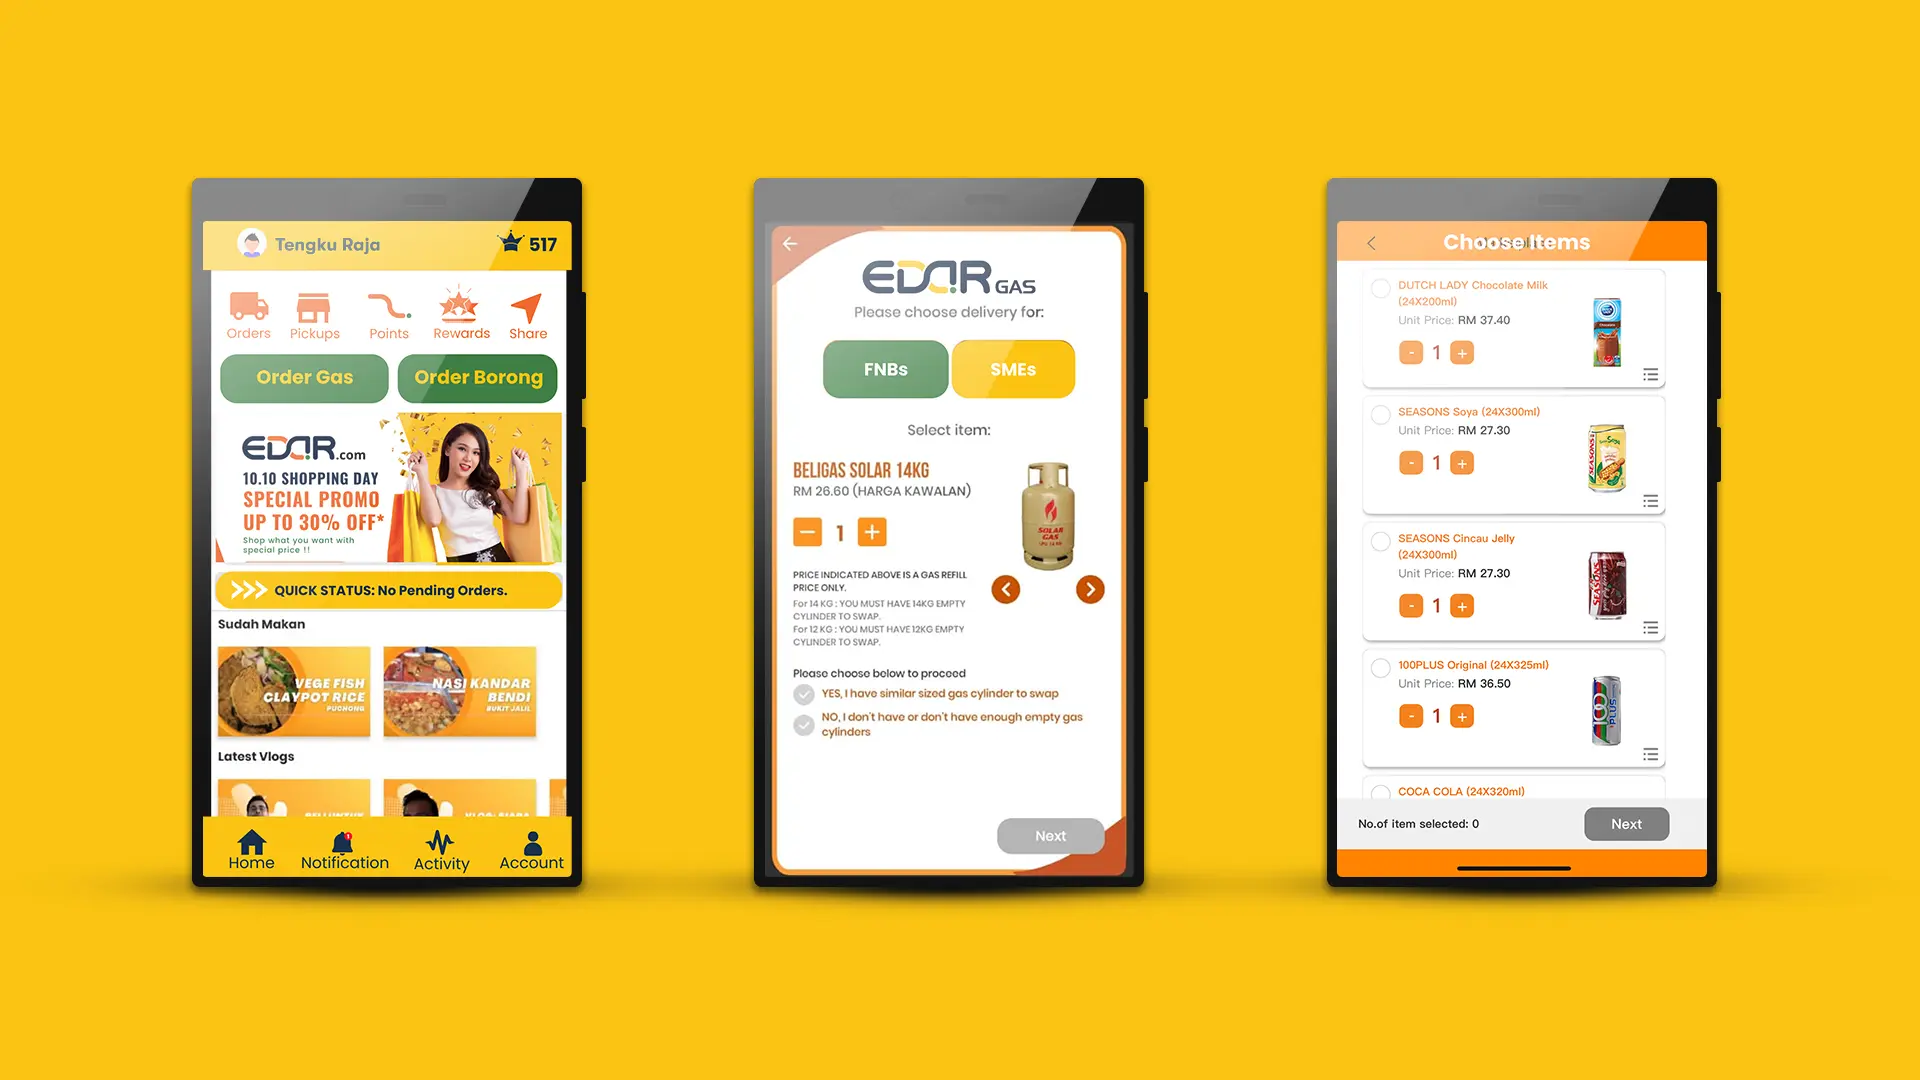 Tengku Raja
517
Orders
Pickups
Points
Rewards
Share
Order Gas
Order Borong
EDAR.com
10.10 SHOPPING DAY
SPECIAL PROMO
UP TO 30% OFF*
Shop what you want with
special price !!
QUICK STATUS: No Pending Orders.
Sudah Makan
VEGE FISH
CLAYPOT RICE
PUCHONG
NASI KANDAR
BENDI
BUKIT JALIL
Latest Vlogs
Home
Notification
Activity
Account
EDAR GAS
Please choose delivery for:
FNBs
SMEs
Select item:
BELIGAS SOLAR 14KG
RM 26.60 (HARGA KAWALAN)
1
SOLAR
GAS
PRICE INDICATED ABOVE IS A GAS REFILL
PRICE ONLY.
For 14 KG : YOU MUST HAVE 14KG EMPTY
CYLINDER TO SWAP.
For 12 KG : YOU MUST HAVE 12KG EMPTY
CYLINDER TO SWAP.
Please choose below to proceed
YES, I have similar sized gas cylinder to swap
NO, I don't have or don't have enough empty gas
cylinders
Next
Choose Items
DUTCH LADY Chocolate Milk
(24X200ml)
Unit Price: RM 37.40
- 1 +
SEASONS Soya (24X300ml)
Unit Price: RM 27.30
- 1 +
SEASONS
Soya
SEASONS Cincau Jelly
(24X300ml)
Unit Price: RM 27.30
- 1 +
SEASONS
100PLUS Original (24X325ml)
Unit Price: RM 36.50
- 1 +
100
PLUS
COCA COLA (24X320ml)
No.of item selected: 0
Next